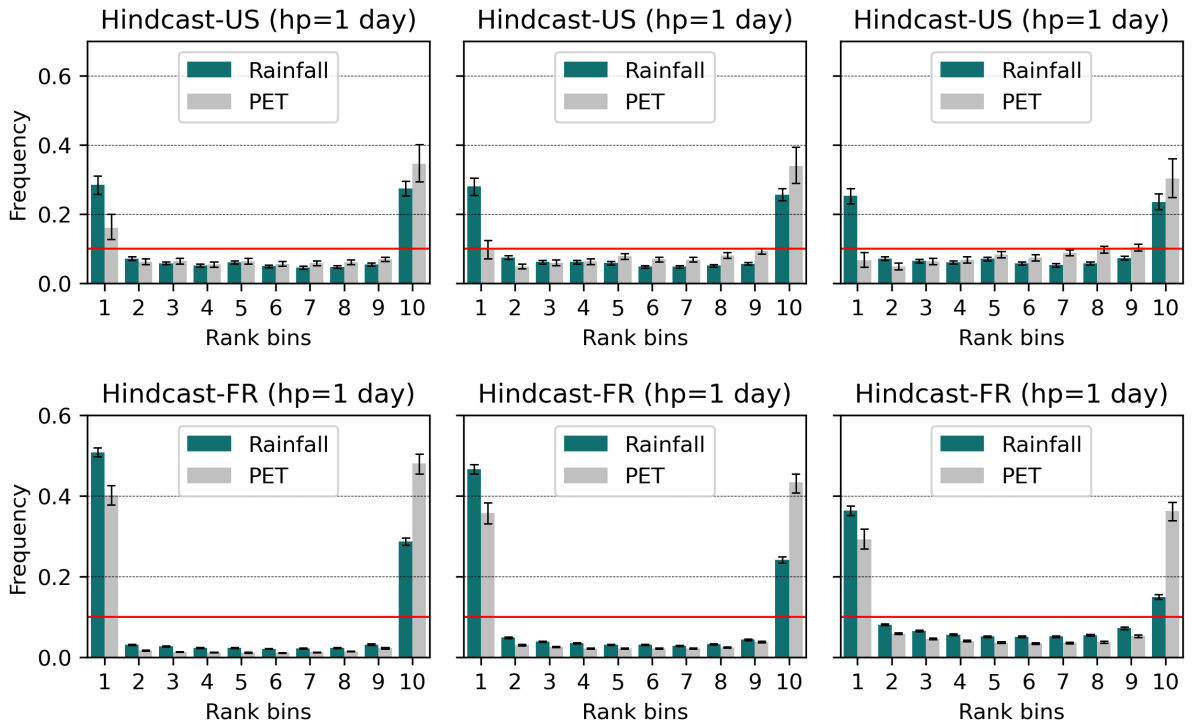 Hindcast-US (hp=1 day)
Hindcast-US (hp=1 day)
Hindcast-US (hp=1 day)
Frequency
0.6
0.4
0.2
0.0
Rainfall
PET
Rainfall
PET
Rainfall
PET
1 2 3 4 5 6 7 8 9 10
1 2 3 4 5 6 7 8 9 10
1 2 3 4 5 6 7 8 9 10
Rank bins
Rank bins
Rank bins
Hindcast-FR (hp=1 day)
Hindcast-FR (hp=1 day)
Hindcast-FR (hp=1 day)
Frequency
0.6
0.4
0.2
0.0
Rainfall
PET
Rainfall
PET
Rainfall
PET
1 2 3 4 5 6 7 8 9 10
1 2 3 4 5 6 7 8 9 10
1 2 3 4 5 6 7 8 9 10
Rank bins
Rank bins
Rank bins